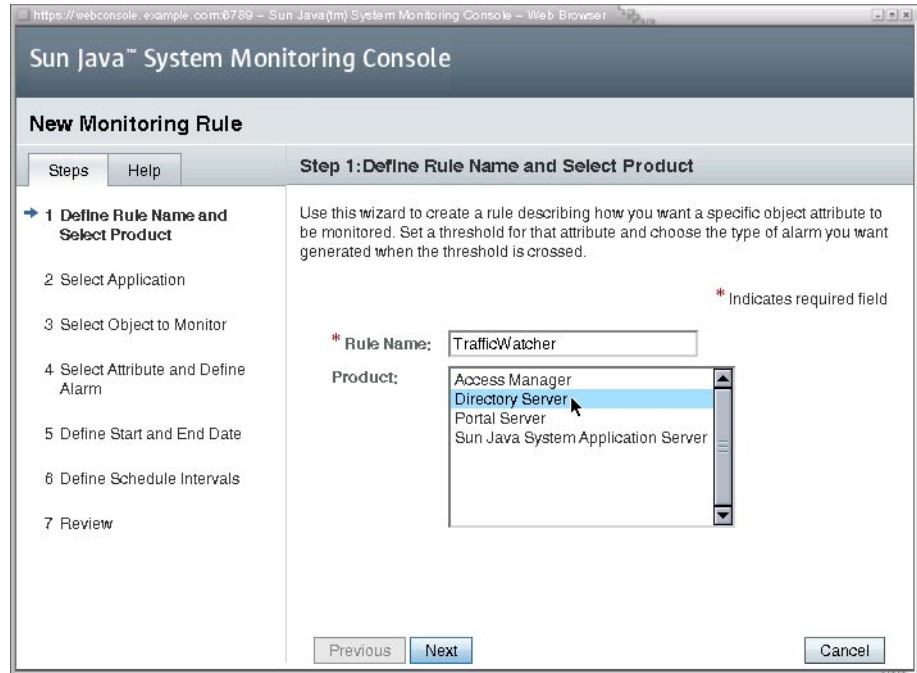 https://webconsole.example.com:6789 – Sun Java(tm) System Monitoring Console – Web Browser
Sun Java™ System Monitoring Console
New Monitoring Rule
Steps
Help
1 Define Rule Name and
Select Product
2 Select Application
3 Select Object to Monitor
4 Select Attribute and Define
Alarm
5 Define Start and End Date
6 Define Schedule Intervals
7 Review
Step 1:Define Rule Name and Select Product
Use this wizard to create a rule describing how you want a specific object attribute to
be monitored. Set a threshold for that attribute and choose the type of alarm you want
generated when the threshold is crossed.
* Indicates required field
* Rule Name: TrafficWatcher
Product:
Access Manager
Directory Server
Portal Server
Sun Java System Application Server
Previous
Next
Cancel